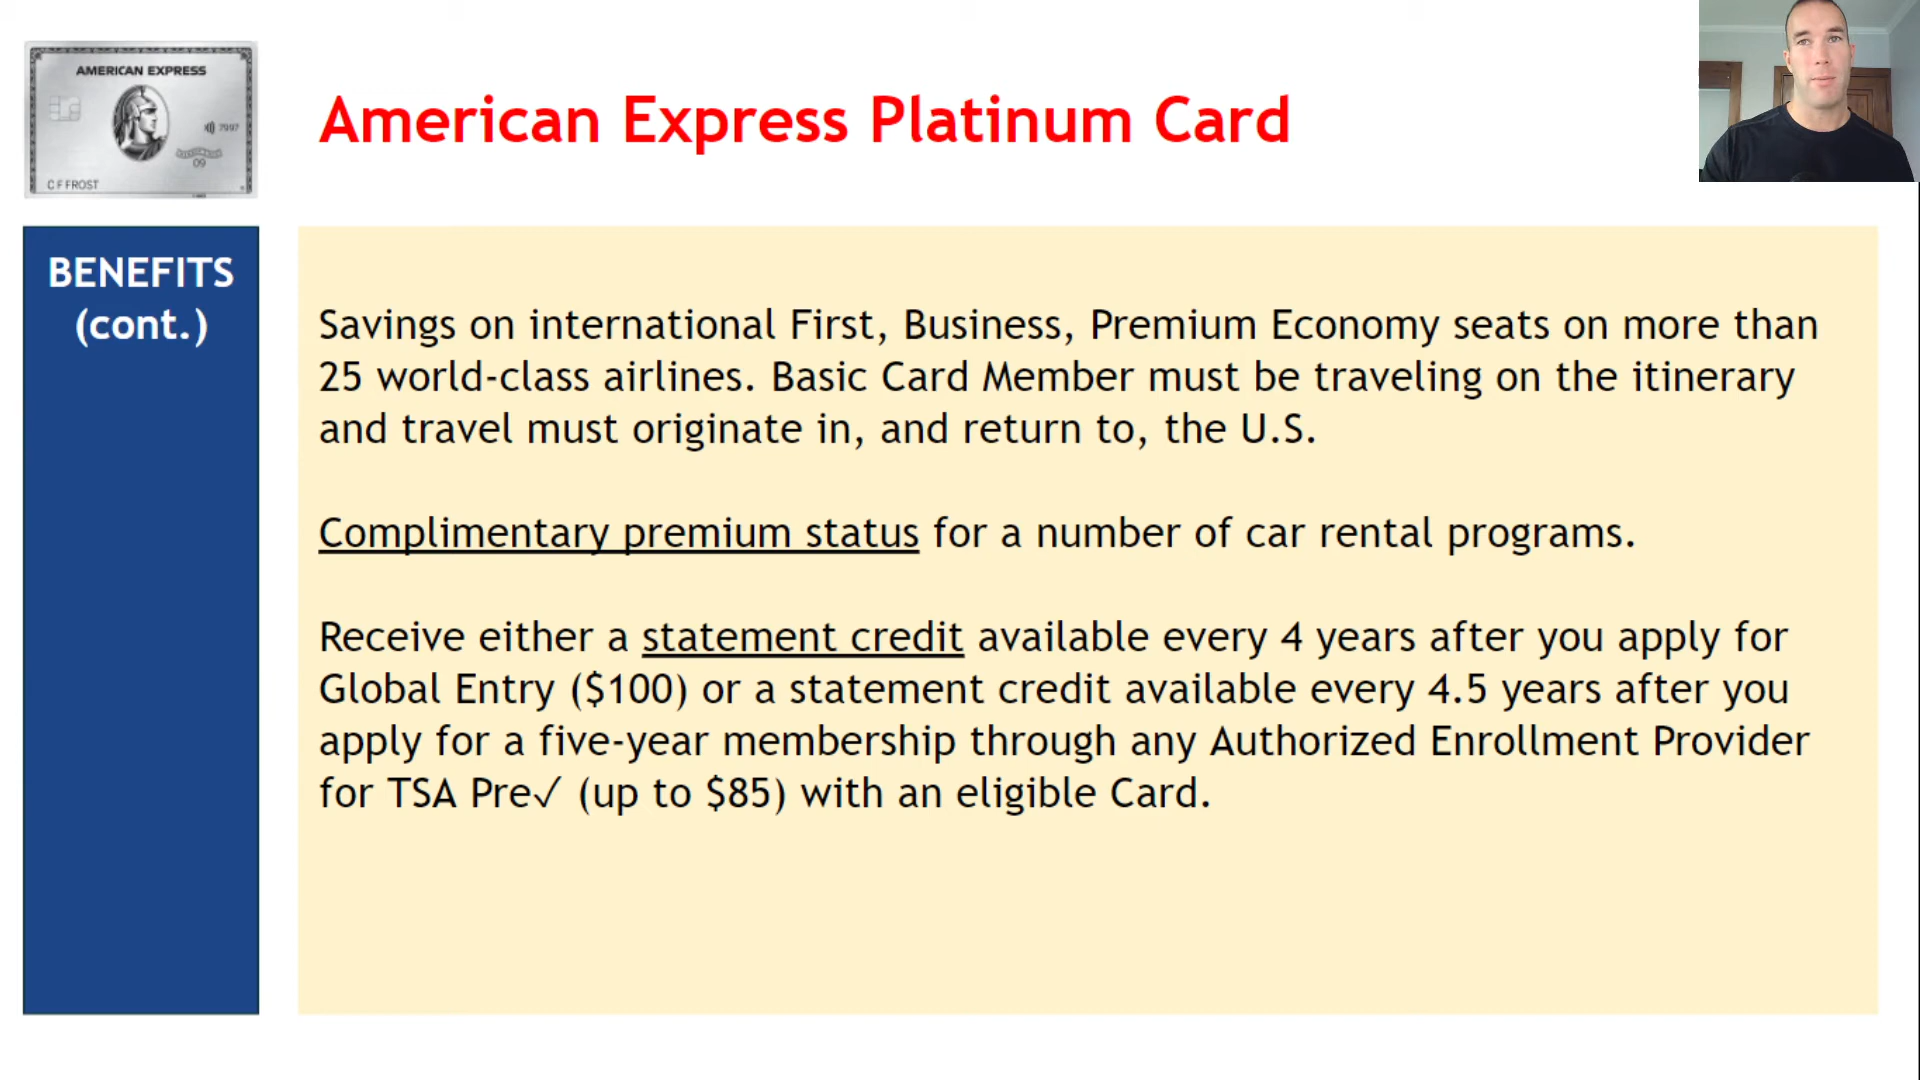 AMERICAN EXPRESS
7997
09
C F FROST
American Express Platinum Card
BENEFITS
(cont.)
Savings on international First, Business, Premium Economy seats on more than
25 world-class airlines. Basic Card Member must be traveling on the itinerary
and travel must originate in, and return to, the U.S.
Complimentary premium status for a number of car rental programs.
Receive either a statement credit available every 4 years after you apply for
Global Entry ($100) or a statement credit available every 4.5 years after you
apply for a five-year membership through any Authorized Enrollment Provider
for TSA Pre✓ (up to $85) with an eligible Card.